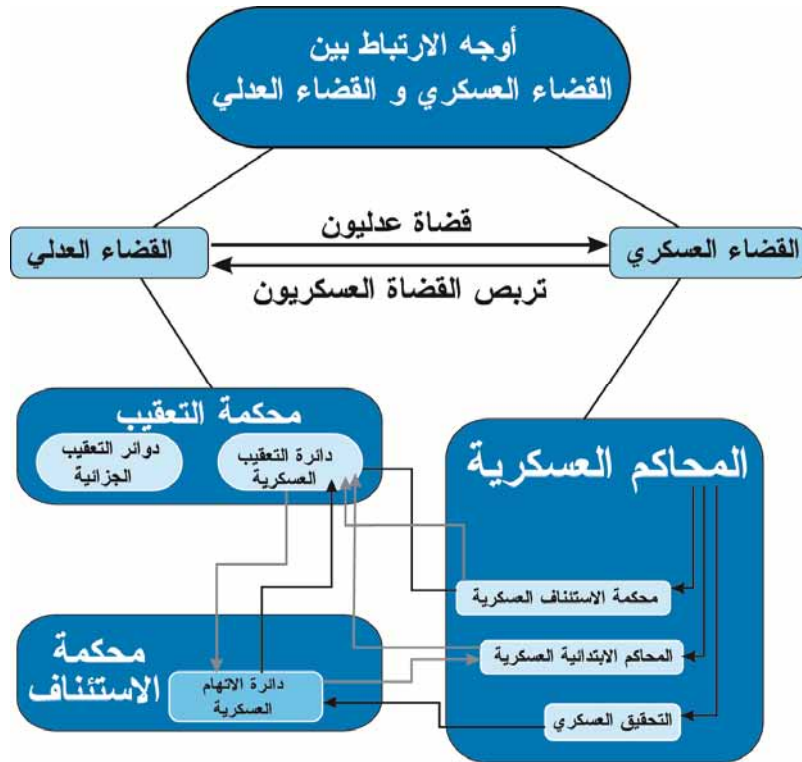 أوجه الارتباط بين
القضاء العسكري و القضاء العدلي
القضاء العسكري
قضاة عدليون
القضاء العدلي
تربص القضاة العسكريون
محكمة التعقيب
دائرة التعقيب
العسكرية
دوائر التعقيب
الجزائية
المحاكم العسكرية
محكمة الاستئناف العسكرية
المحاكم الابتدائية العسكرية
التحقيق العسكري
محكمة
الاستئناف
دائرة الاتهام
العسكرية